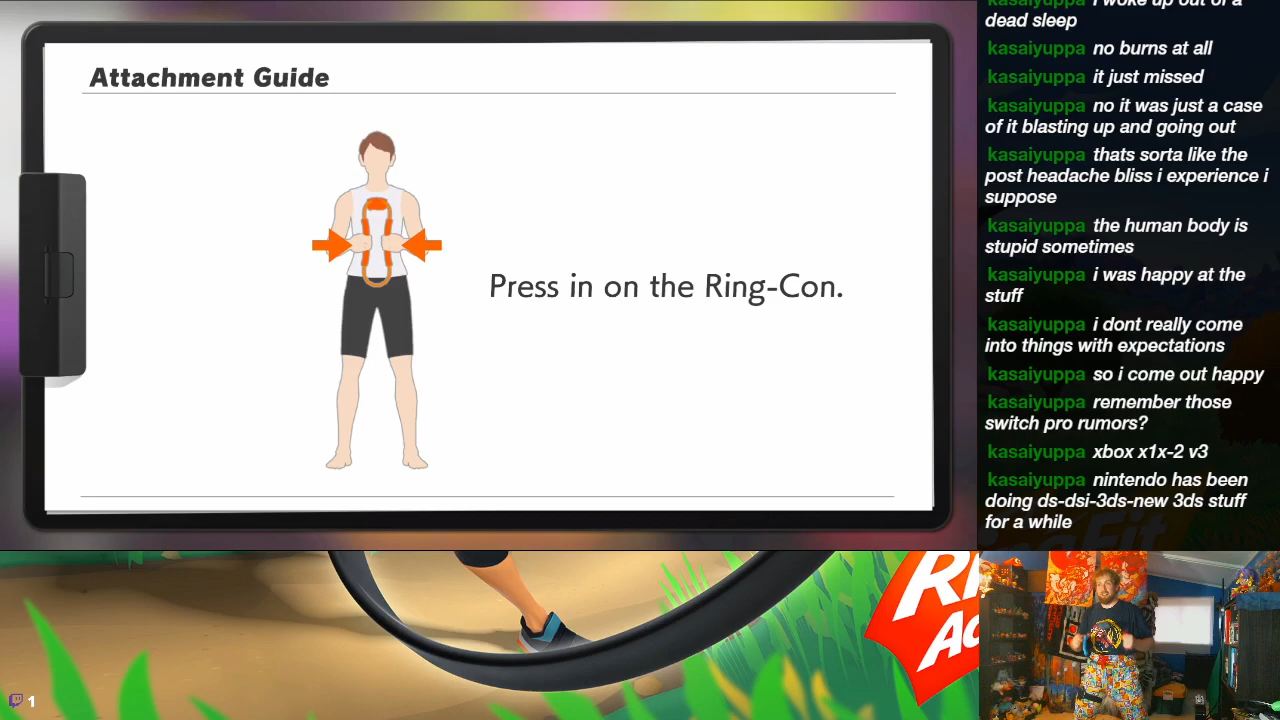 Attachment Guide
Press in on the Ring-Con.
dead sleep
kasaiyuppa no burns at all
kasaiyuppa it just missed
kasaiyuppa no it was just a case
of it blasting up and going out
kasaiyuppa thats sorta like the
post headache bliss i experience i
suppose
kasaiyuppa the human body is
stupid sometimes
kasaiyuppa i was happy at the
stuff
kasaiyuppa i dont really come
into things with expectations
kasaiyuppa so i come out happy
kasaiyuppa remember those
switch pro rumors?
kasaiyuppa xbox x1x-2 v3
kasaiyuppa nintendo has been
doing ds-dsi-3ds-new 3ds stuff
for a while
1